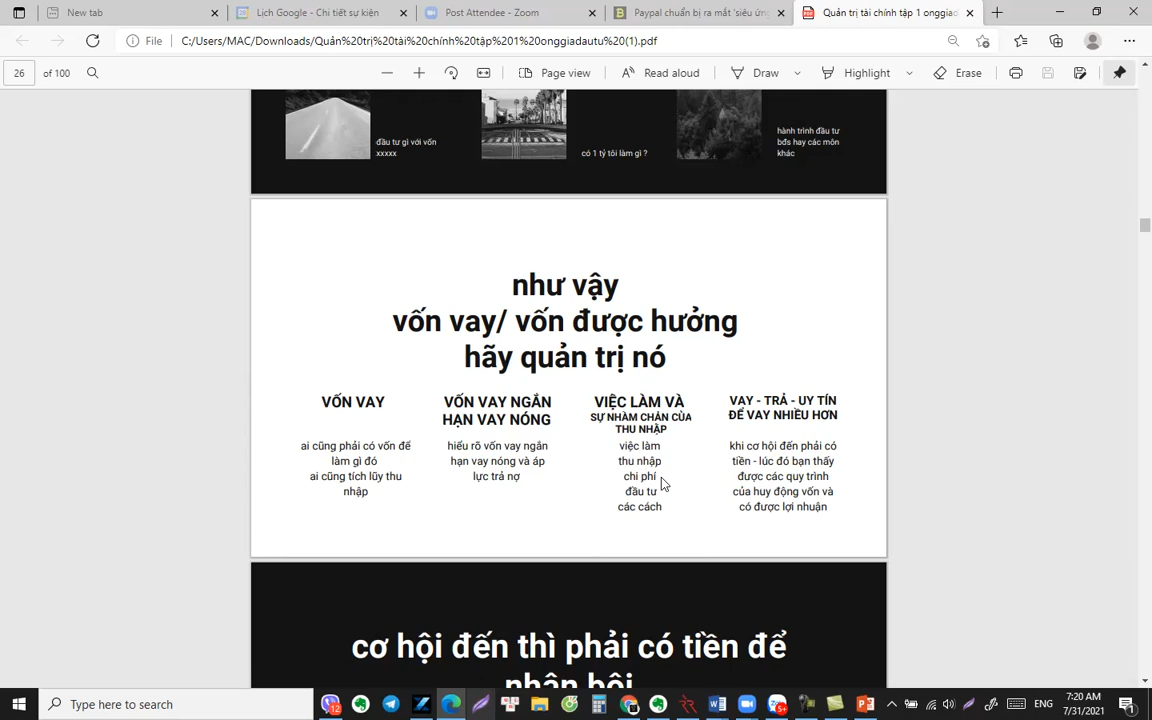 New tab
Lịch Google - Chi tiết sự kiện
Post Attendee - Zoom
Paypal chuẩn bị ra mắt 'siêu ứng
Quản trị tài chính tập 1 onggiad
File
C:/Users/MAC/Downloads/Quản%20trị%20tài%20chính%20tập%201%20onggiadautu%20(1).pdf
26 of 100
Page view
Read aloud
Draw
Highlight
Erase
đầu tư gì với vốn
xxxxx
có 1 tỷ tôi làm gì ?
hành trình đầu tư
bđs hay các môn
khác
như vậy
vốn vay/ vốn được hưởng
hãy quản trị nó
VỐN VAY
ai cũng phải có vốn để
làm gì đó
ai cũng tích lũy thu
nhập
VỐN VAY NGẮN
HẠN VAY NÓNG
hiểu rõ vốn vay ngắn
hạn vay nóng và áp
lực trả nợ
VIỆC LÀM VÀ
SỰ NHÀM CHÁN CỦA
THU NHẬP
việc làm
thu nhập
chi phí
đầu tư
các cách
VAY - TRẢ - UY TÍN
ĐỂ VAY NHIỀU HƠN
khi cơ hội đến phải có
tiền - lúc đó bạn thấy
được các quy trình
của huy động vốn và
có được lợi nhuận
cơ hội đến thì phải có tiền để
nhân bội
Type here to search
12
5+
ENG
7:20 AM
7/31/2021
1